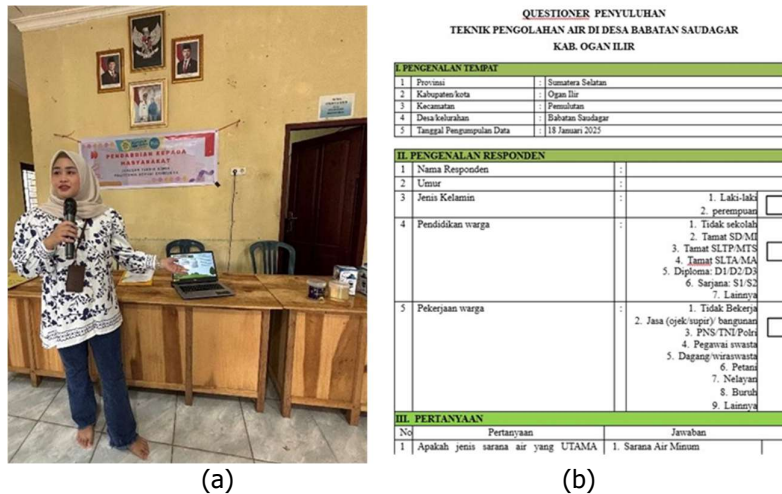 PENGABDIAN KEPADA
MASYARAKAT
QUESTIONER PENYULUHAN
TEKNIK PENGOLAHAN AIR DI DESA BABATAN SAUDAGAR
KAB. OGAN ILIR
I. PENGENALAN TEMPAT
1 Provinsi : Sumatera Selatan
2 Kabupaten/kota : Ogan Ilir
3 Kecamatan : Pemulutan
4 Desa/kelurahan : Babatan Saudagar
5 Tanggal Pengumpulan Data : 18 Januari 2025
II. PENGENALAN RESPONDEN
1 Nama Responden :
2 Umur :
3 Jenis Kelamin : 1. Laki-laki
2. perempuan
4 Pendidikan warga : 1. Tidak sekolah
2. Tamat SD/MI
3. Tamat SLTP/MTS
4. Tamat SLTA/MA
5. Diploma: D1/D2/D3
6. Sarjana: S1/S2
7. Lainnya
5 Pekerjaan warga : 1. Tidak Bekerja
2. Jasa (ojek/supir)/ bangunan
3. PNS/TNI/Polri
4. Pegawai swasta
5. Dagang/wiraswasta
6. Petani
7. Nelayan
8. Buruh
9. Lainnya
III. PERTANYAAN
No Pertanyaan Jawaban
1 Apakah jenis sarana air yang UTAMA 1. Sarana Air Minum
(a) (b)